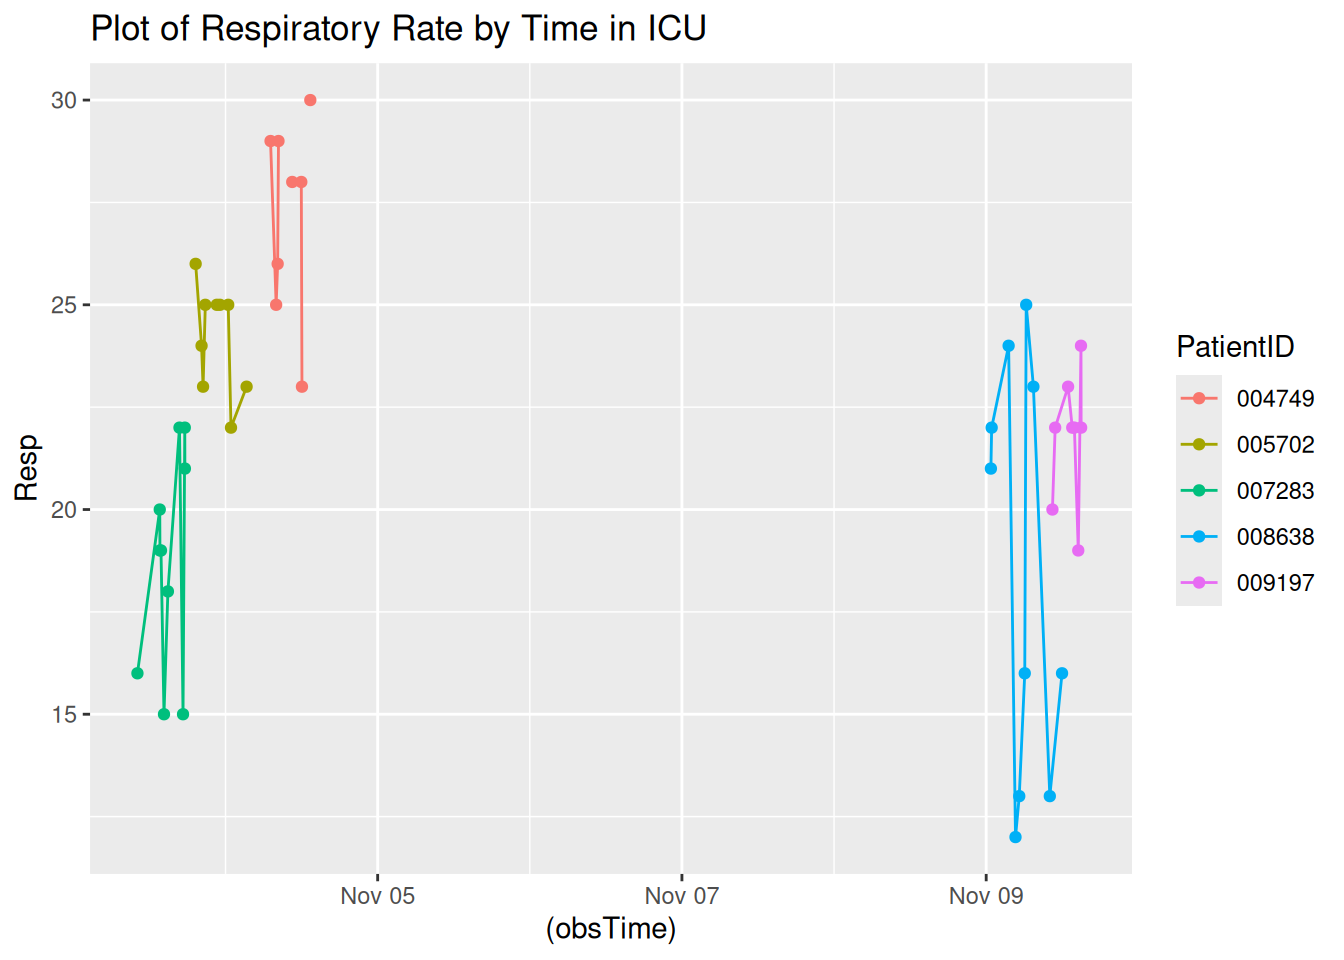 Plot of Respiratory Rate by Time in ICU
30
25
20
15
Resp
Nov 05
Nov 07
Nov 09
(obsTime)
PatientID
004749
005702
007283
008638
009197